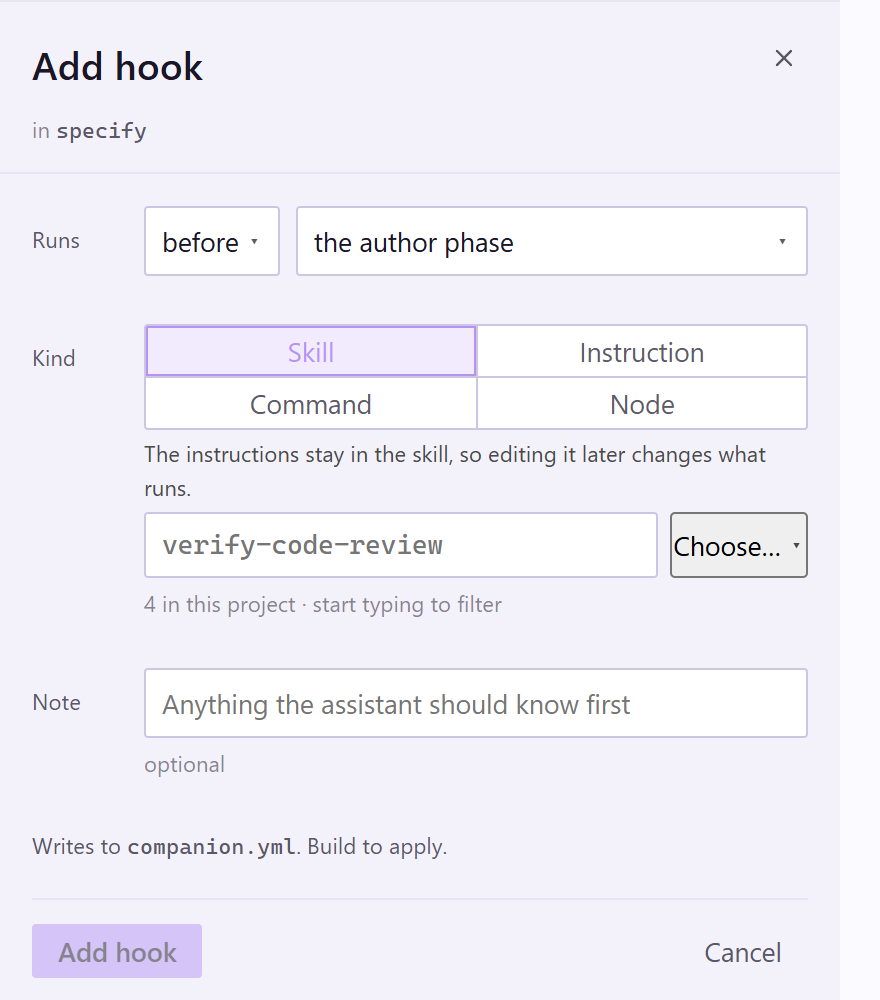 Add hook
in specify
Runs
before
the author phase
Kind
Skill
Instruction
Command
Node
The instructions stay in the skill, so editing it later changes what
runs.
verify-code-review
Choose...
4 in this project · start typing to filter
Note
Anything the assistant should know first
optional
Writes to companion.yml. Build to apply.
Add hook
Cancel